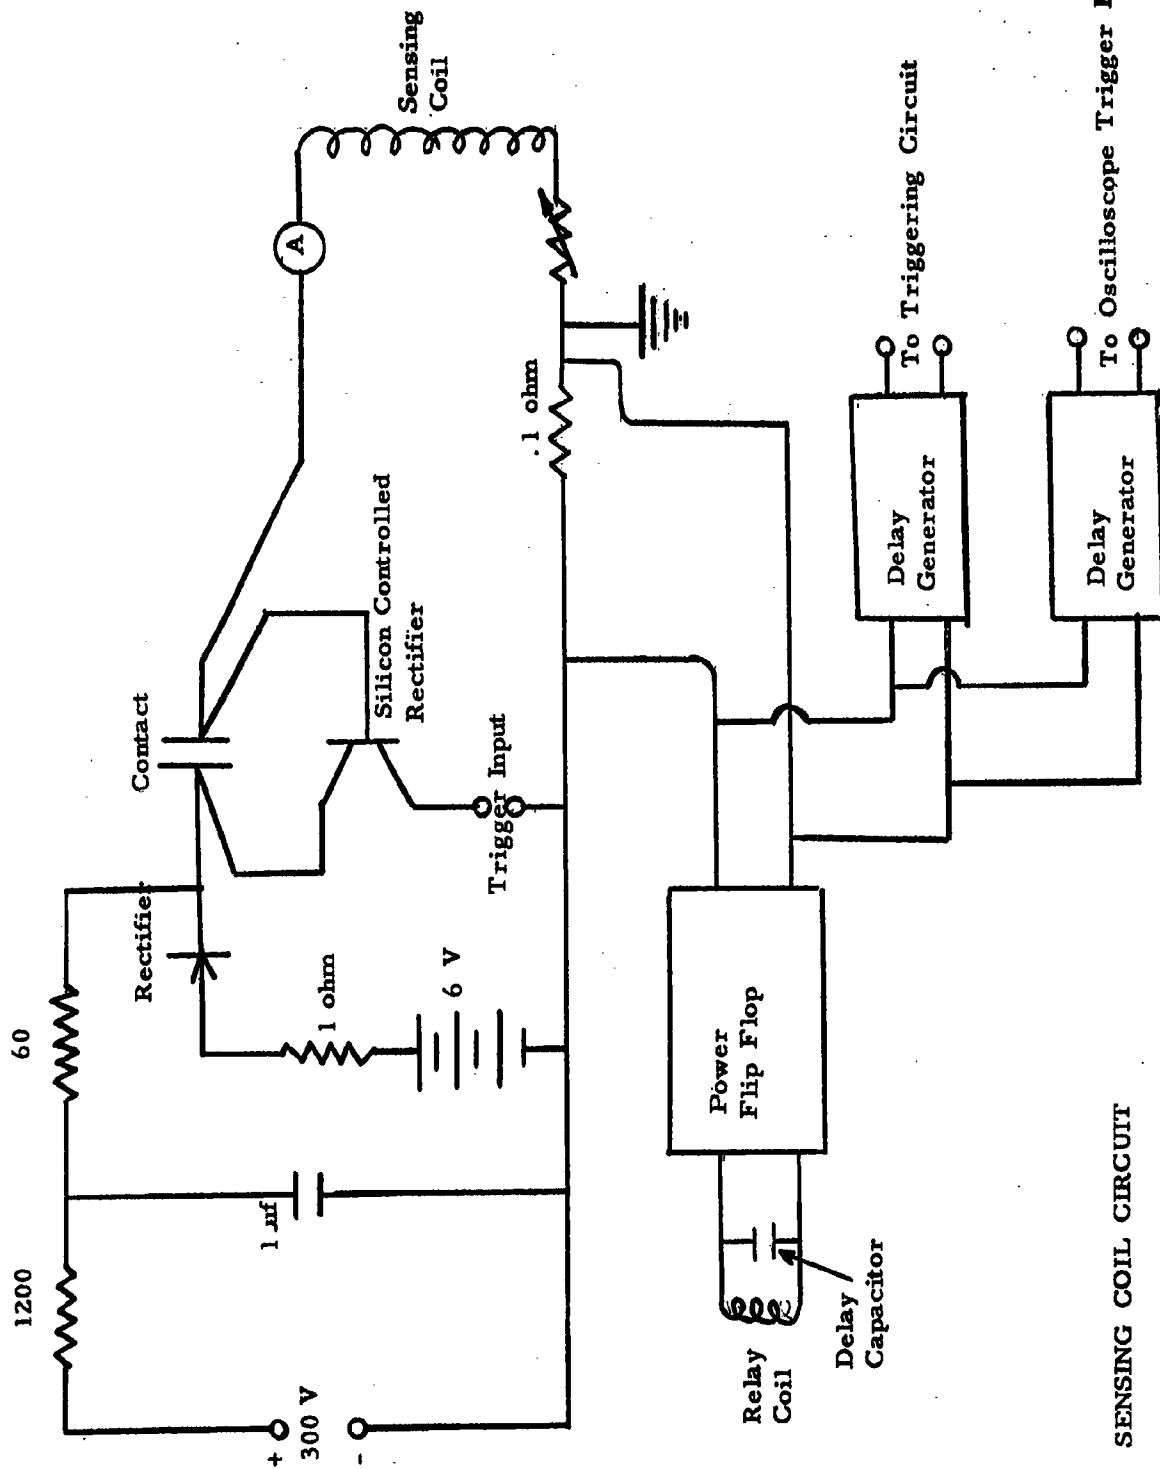 1200
60
+
300 V
-
1 μf
Rectifier
1 ohm
6 V
Contact
Silicon Controlled
Rectifier
Trigger Input
A
Sensing
Coil
.1 ohm
Relay
Coil
Delay
Capacitor
Power
Flip Flop
Delay
Generator
To Triggering Circuit
Delay
Generator
To Oscilloscope Trigger
SENSING COIL CIRCUIT